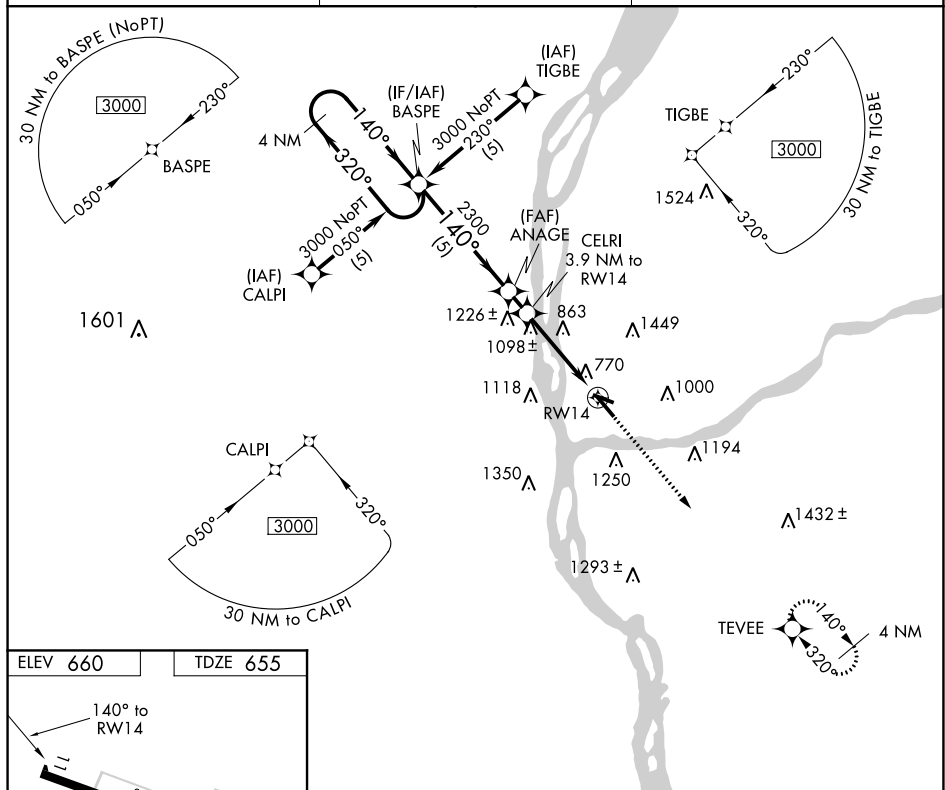 30 NM to BASPE (NoPT)
3000
230°
050°
BASPE
4 NM
140°
320°
(IF/IAF)
BASPE
(IAF)
TIGBE
3000 NoPT
230°
(5)
3000 NoPT
050°
(5)
(IAF)
CALPI
2300
140°
(5)
(FAF)
ANAGE
CELRI
3.9 NM to
RW14
TIGBE
230°
3000
320°
30 NM to TIGBE
1524
1601
1226 ±
863
1449
1098 ±
770
1118
1000
RW14
1350
1250
1194
1432 ±
1293 ±
CALPI
050°
3000
320°
30 NM to CALPI
TEVEE
140°
320°
4 NM
ELEV 660
TDZE 655
140° to
RW14